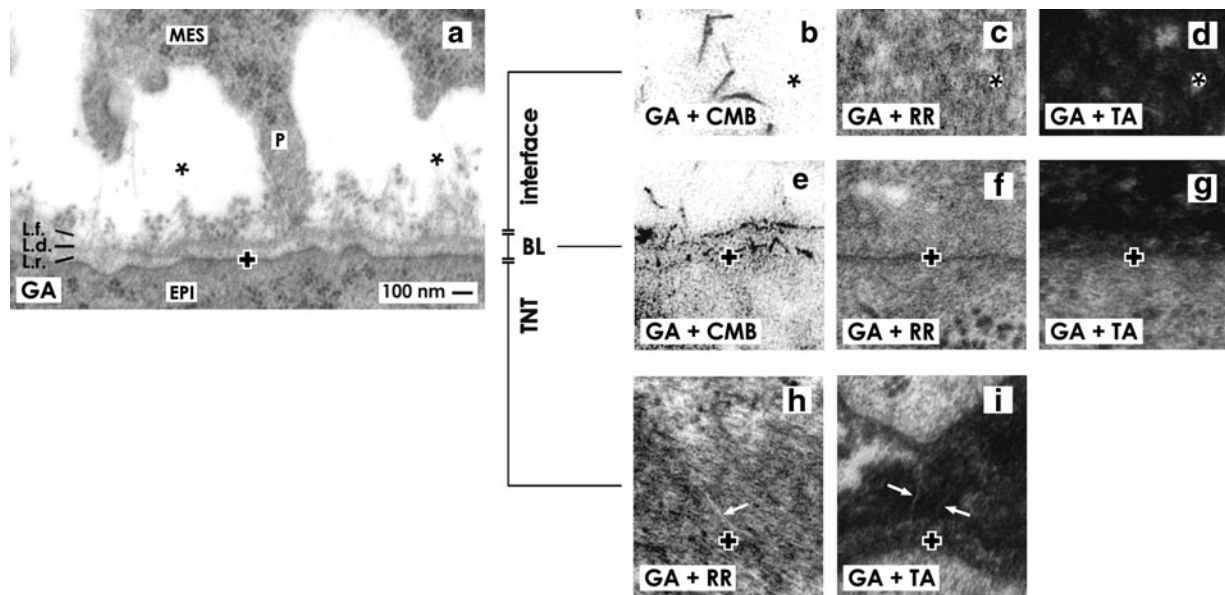 MES
a
P
L.f.
L.d.
L.r.
GA
EPI
100 nm
interface
BL
TNT
b
GA + CMB
c
GA + RR
d
GA + TA
e
GA + CMB
f
GA + RR
g
GA + TA
h
GA + RR
i
GA + TA